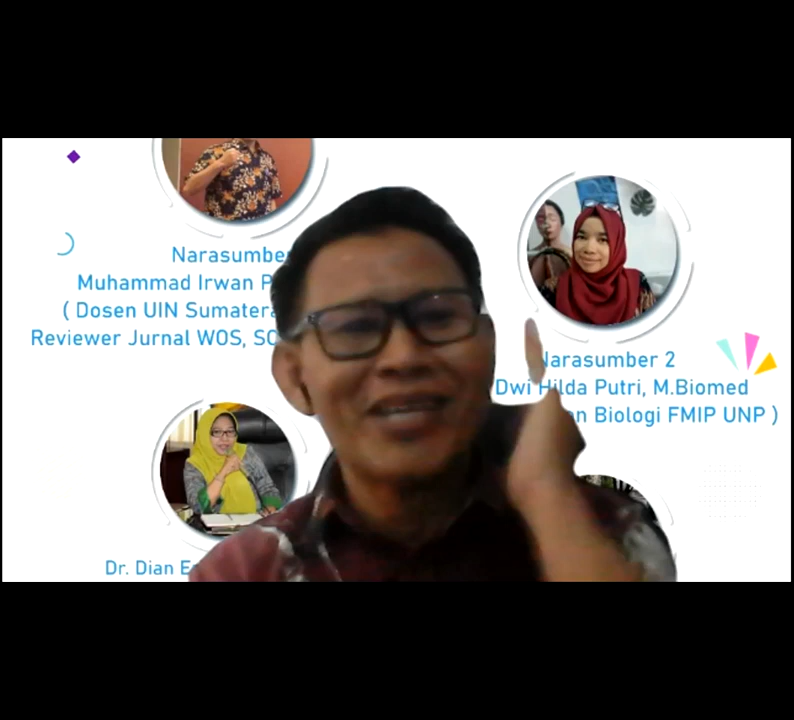 Narasumber
Muhammad Irwan P
( Dosen UIN Sumatera
Reviewer Jurnal WOS, SC
Narasumber 2
Dwi Hilda Putri, M.Biomed
n Biologi FMIP UNP )
Dr. Dian E